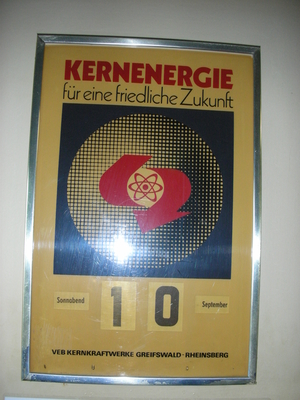 KERNENERGIE
für eine friedliche Zukunft
Sonnabend 10 September
VEB KERNKRAFTWERKE GREIFSWALD · RHEINSBERG